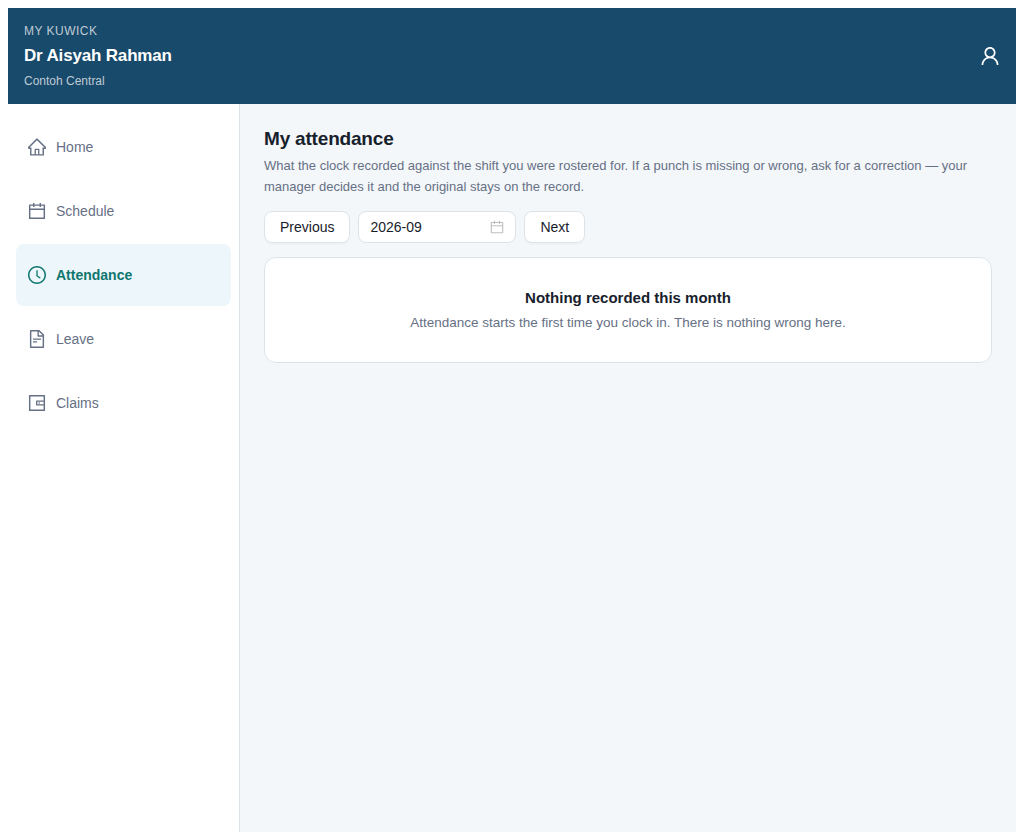 MY KUWICK
Dr Aisyah Rahman
Contoh Central
Home
Schedule
Attendance
Leave
Claims
My attendance
What the clock recorded against the shift you were rostered for. If a punch is missing or wrong, ask for a correction — your
manager decides it and the original stays on the record.
Previous
2026-09
Next
Nothing recorded this month
Attendance starts the first time you clock in. There is nothing wrong here.